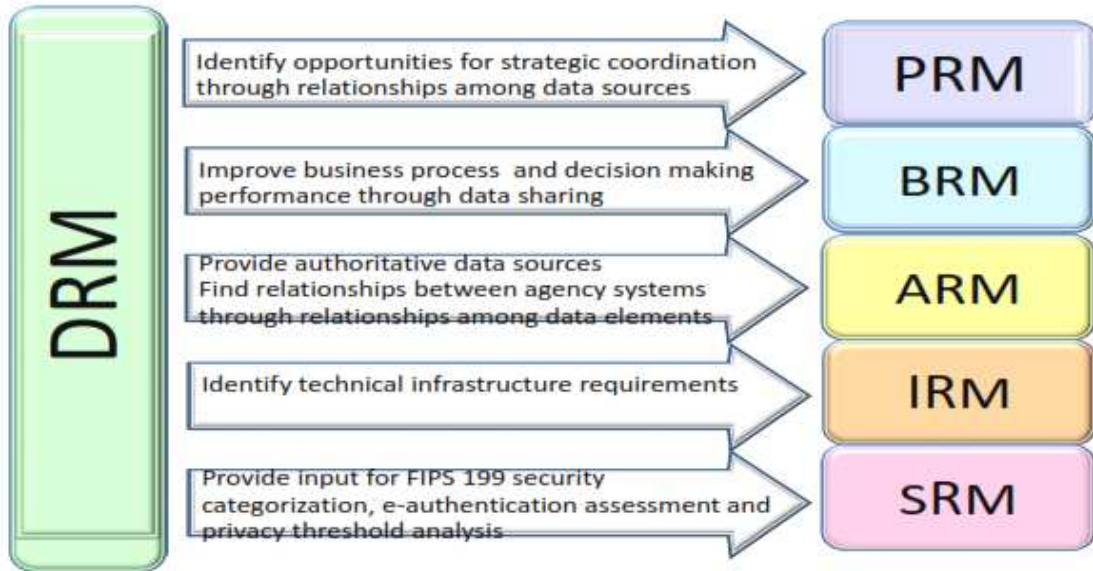 DRM
Identify opportunities for strategic coordination
through relationships among data sources
PRM
Improve business process and decision making
performance through data sharing
BRM
Provide authoritative data sources
Find relationships between agency systems
through relationships among data elements
ARM
Identify technical infrastructure requirements
IRM
Provide input for FIPS 199 security
categorization, e-authentication assessment and
privacy threshold analysis
SRM